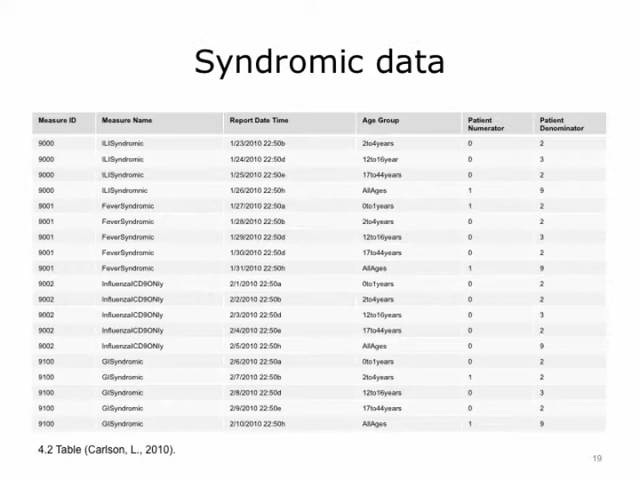 Syndromic data
Measure ID Measure Name Report Date Time Age Group Patient Numerator Patient Denominator
9000 ILISyndromic 1/23/2010 22:50b 2to4years 0 2
9000 ILISyndromic 1/24/2010 22:50d 12to16year 0 3
9000 ILISyndromic 1/25/2010 22:50e 17to44years 0 2
9000 ILISyndromnic 1/26/2010 22:50h AllAges 1 9
9001 FeverSyndromic 1/27/2010 22:50a 0to1years 1 2
9001 FeverSyndromic 1/28/2010 22:50b 2to4years 0 2
9001 FeverSyndromic 1/29/2010 22:50d 12to16years 0 3
9001 FeverSyndromic 1/30/2010 22:50d 17to44years 0 2
9001 FeverSyndromic 1/31/2010 22:50h AllAges 1 9
9002 InfluenzaICD9ONly 2/1/2010 22:50a 0to1years 0 2
9002 InfluenzaICD9ONly 2/2/2010 22:50b 2to4years 0 2
9002 InfluenzaICD9ONly 2/3/2010 22:50d 12to16years 0 3
9002 InfluenzaICD9ONly 2/4/2010 22:50e 17to44years 0 2
9002 InfluenzaICD9ONly 2/5/2010 22:50h AllAges 0 9
9100 GISyndromic 2/6/2010 22:50a 0to1years 0 2
9100 GISyndromic 2/7/2010 22:50b 2to4years 1 2
9100 GISyndromic 2/8/2010 22:50d 12to16years 0 3
9100 GISyndromic 2/9/2010 22:50e 17to44years 0 2
9100 GISyndromic 2/10/2010 22:50h AllAges 1 9
4.2 Table (Carlson, L., 2010).
19